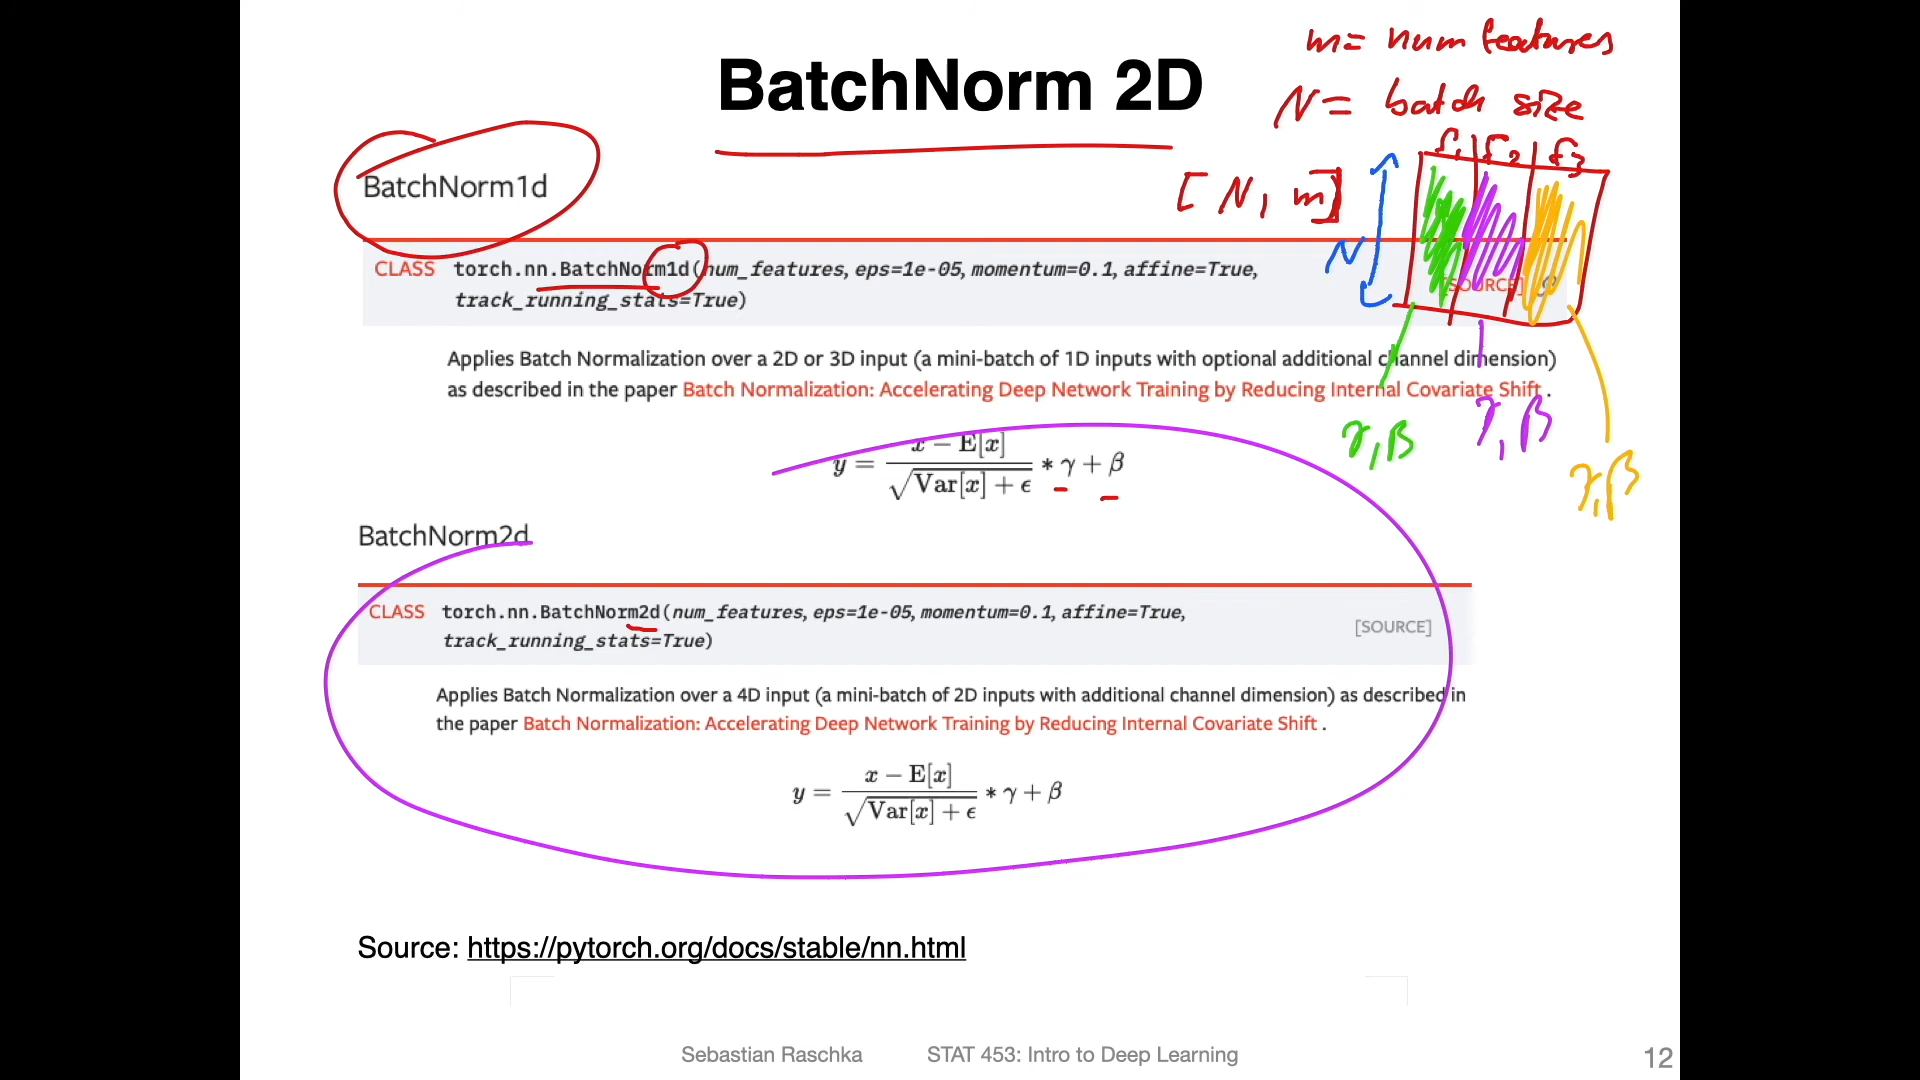 m= num features
BatchNorm 2D
N= batch size
f1 f2 f3
BatchNorm1d
[N, m]
N
CLASS torch.nn.BatchNorm1d(num_features, eps=1e-05, momentum=0.1, affine=True,
track_running_stats=True)
[SOURCE]
Applies Batch Normalization over a 2D or 3D input (a mini-batch of 1D inputs with optional additional channel dimension)
as described in the paper Batch Normalization: Accelerating Deep Network Training by Reducing Internal Covariate Shift .
γ, β
γ, β
γ, β
y = x − E[x] / √Var[x] + ϵ * γ + β
BatchNorm2d
CLASS torch.nn.BatchNorm2d(num_features, eps=1e-05, momentum=0.1, affine=True,
track_running_stats=True)
[SOURCE]
Applies Batch Normalization over a 4D input (a mini-batch of 2D inputs with additional channel dimension) as described in
the paper Batch Normalization: Accelerating Deep Network Training by Reducing Internal Covariate Shift .
y = x − E[x] / √Var[x] + ϵ * γ + β
Source: https://pytorch.org/docs/stable/nn.html
Sebastian Raschka STAT 453: Intro to Deep Learning 12